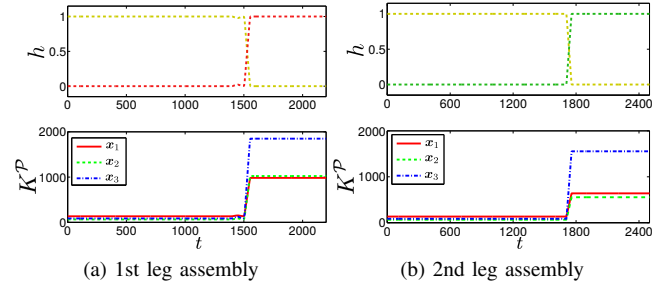 1
h
0
0 500 1000 1500 2000
1
h
0
0 600 1200 1800 2400
2000
K^P
1000
0
x₁
x₂
x₃
0 500 1000 1500 2000
t
2000
K^P
1000
0
x₁
x₂
x₃
0 600 1200 1800 2400
t
(a) 1st leg assembly
(b) 2nd leg assembly